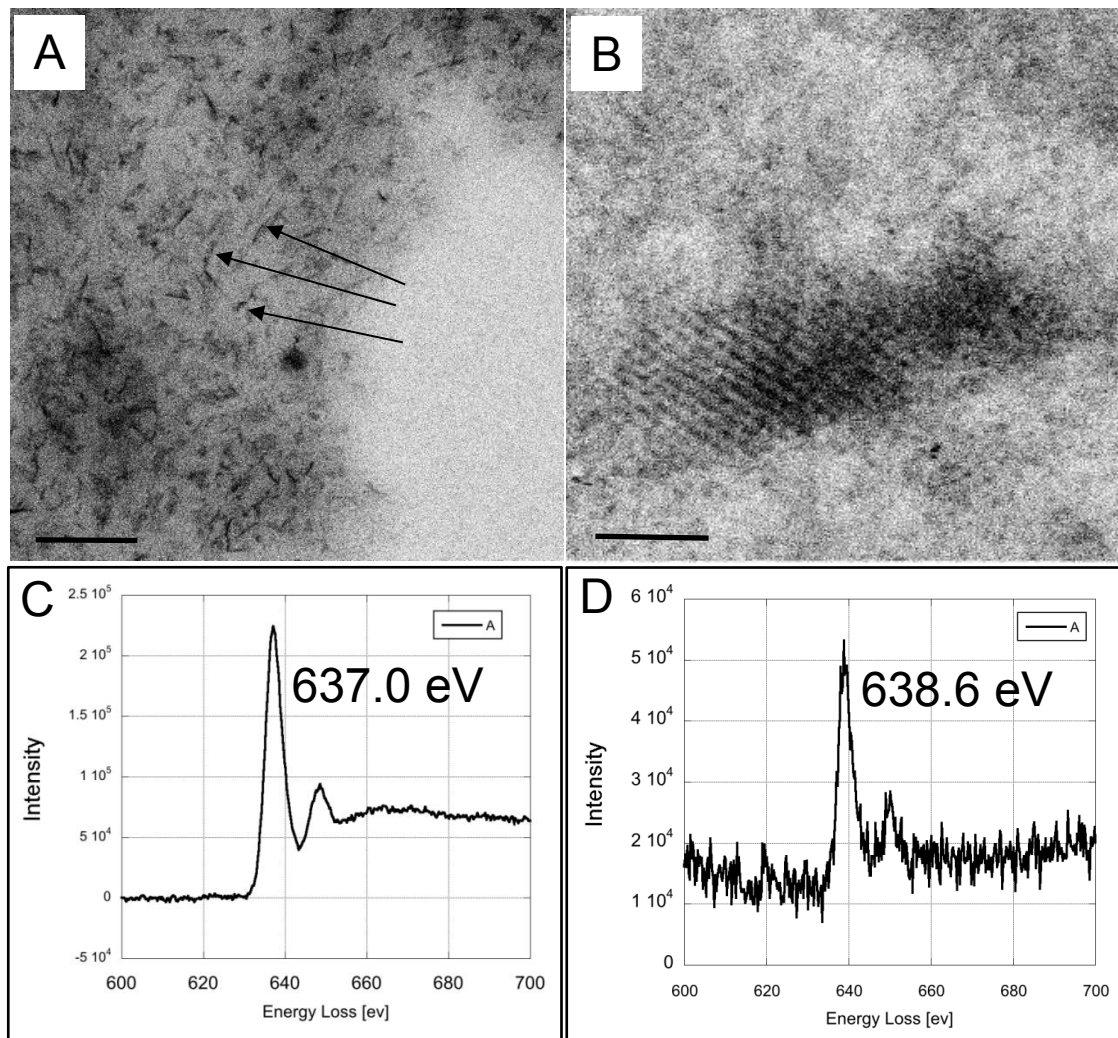 A
B
C
2.5 10⁵
2 10⁵
1.5 10⁵
1 10⁵
5 10⁴
0
-5 10⁴
Intensity
A
637.0 eV
600 620 640 660 680 700
Energy Loss [ev]
D
6 10⁴
5 10⁴
4 10⁴
3 10⁴
2 10⁴
1 10⁴
0
Intensity
A
638.6 eV
600 620 640 660 680 700
Energy Loss [ev]